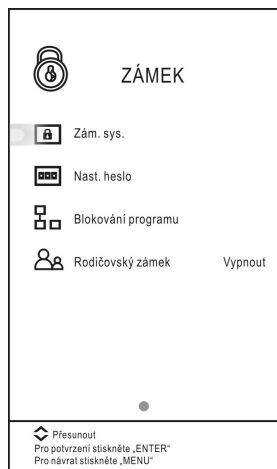 ZÁMEK
Zám. sys.
Nast. heslo
Blokování programu
Rodičovský zámek Vypnout
Přesunout
Pro potvrzení stiskněte „ENTER“
Pro návrat stiskněte „MENU“